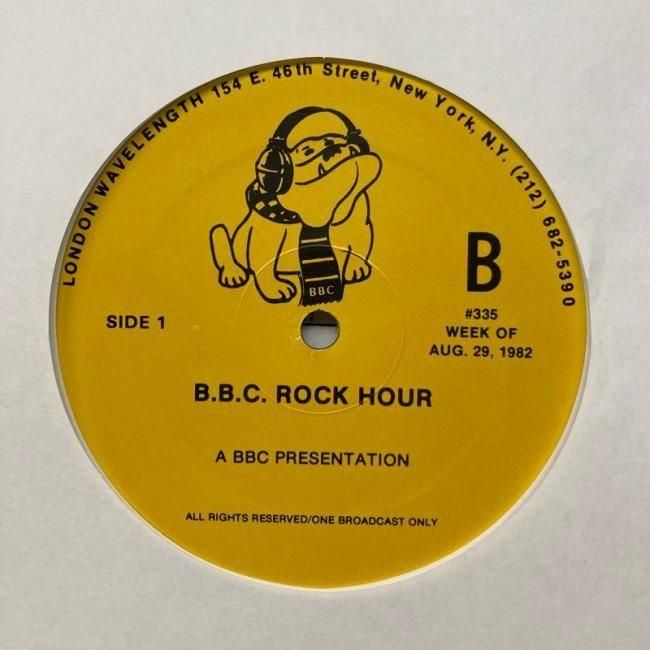 LONDON WAVELENGTH 154 E. 46th Street, New York, N.Y. (212) 682-5390
BBC
B
SIDE 1
#335
WEEK OF
AUG. 29, 1982
B.B.C. ROCK HOUR
A BBC PRESENTATION
ALL RIGHTS RESERVED/ONE BROADCAST ONLY